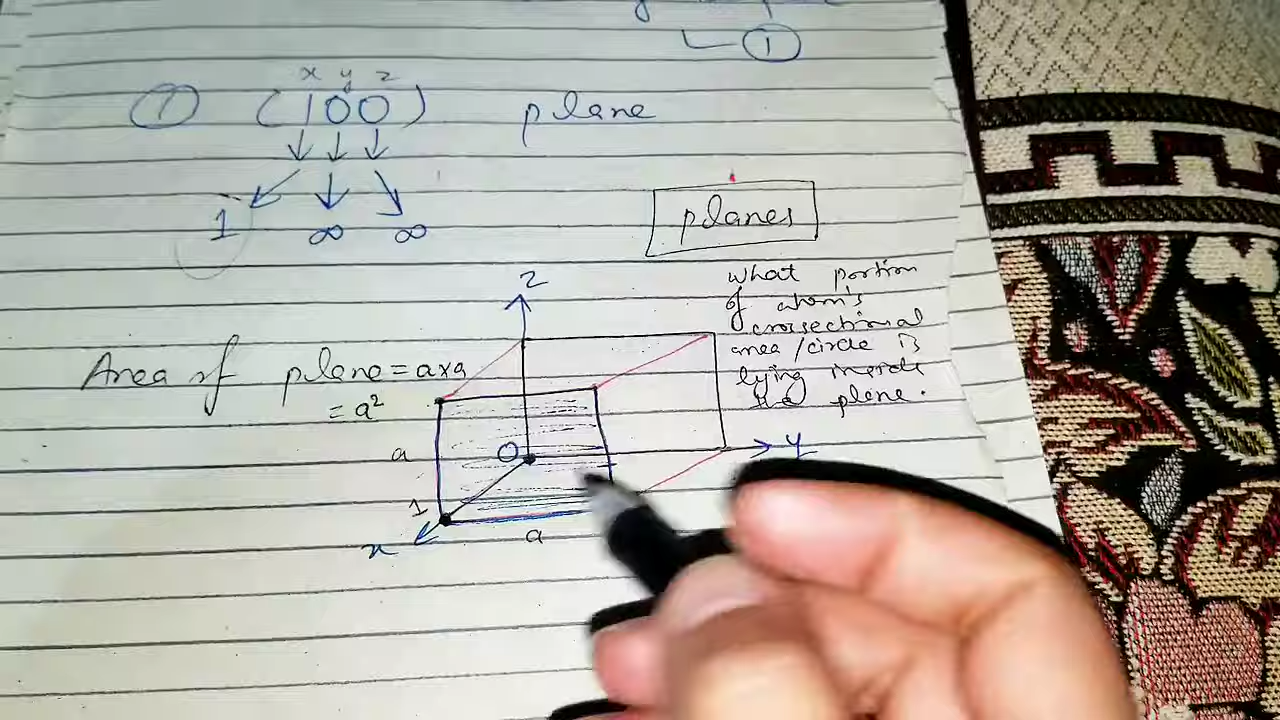 1
x y z
1 (100) plane
1 ∞ ∞
planes
what portion
of atom's
crossectional
area / circle is
lying inside
the plane.
z
Area of plane = a×a
= a²
a
O
y
1
x
a